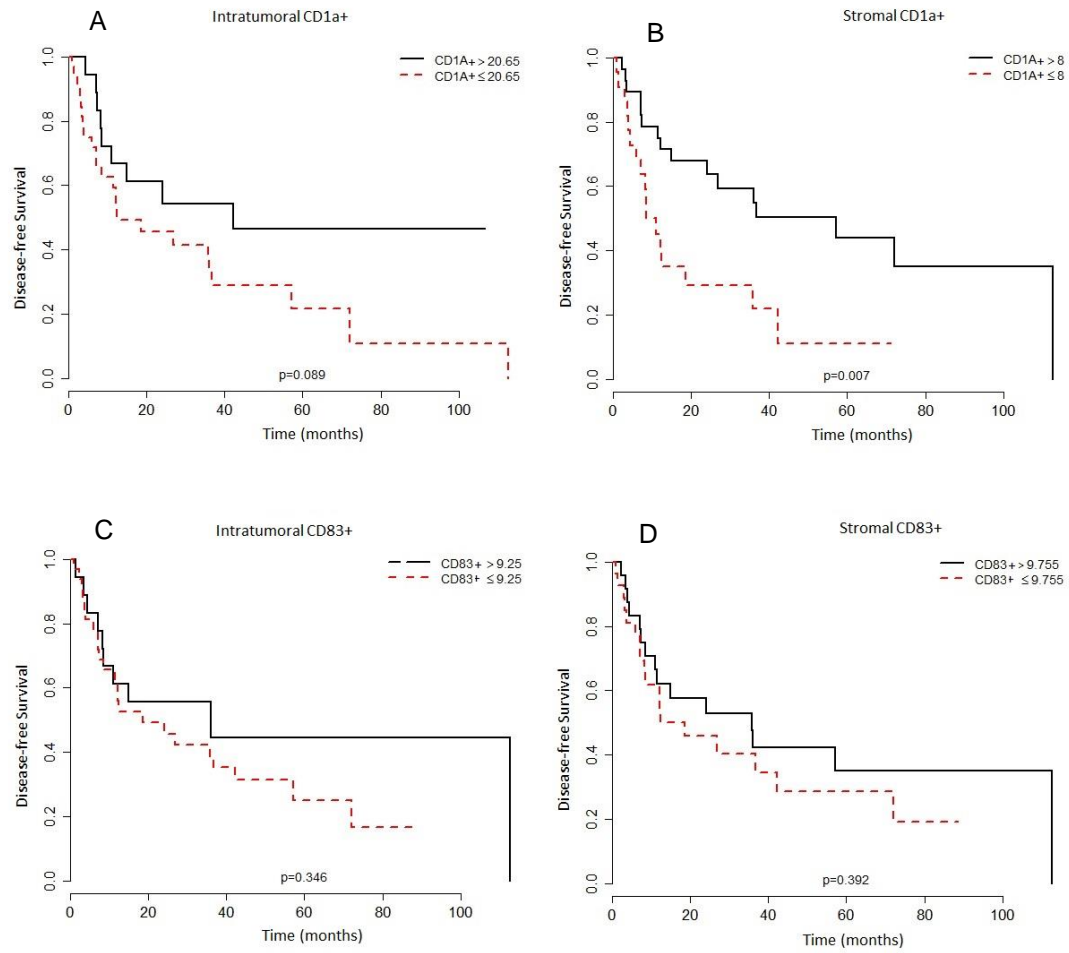 A
Intratumoral CD1a+
CD1A+ > 20.65
CD1A+ ≤ 20.65
Disease-free Survival
1.0
0.8
0.6
0.4
0.2
0.0
p=0.089
0 20 40 60 80 100
Time (months)
B
Stromal CD1a+
CD1A+ > 8
CD1A+ ≤ 8
Disease-free Survival
1.0
0.8
0.6
0.4
0.2
0.0
p=0.007
0 20 40 60 80 100
Time (months)
C
Intratumoral CD83+
CD83+ > 9.25
CD83+ ≤ 9.25
Disease-free Survival
1.0
0.8
0.6
0.4
0.2
0.0
p=0.346
0 20 40 60 80 100
Time (months)
D
Stromal CD83+
CD83+ > 9.755
CD83+ ≤ 9.755
Disease-free Survival
1.0
0.8
0.6
0.4
0.2
0.0
p=0.392
0 20 40 60 80 100
Time (months)